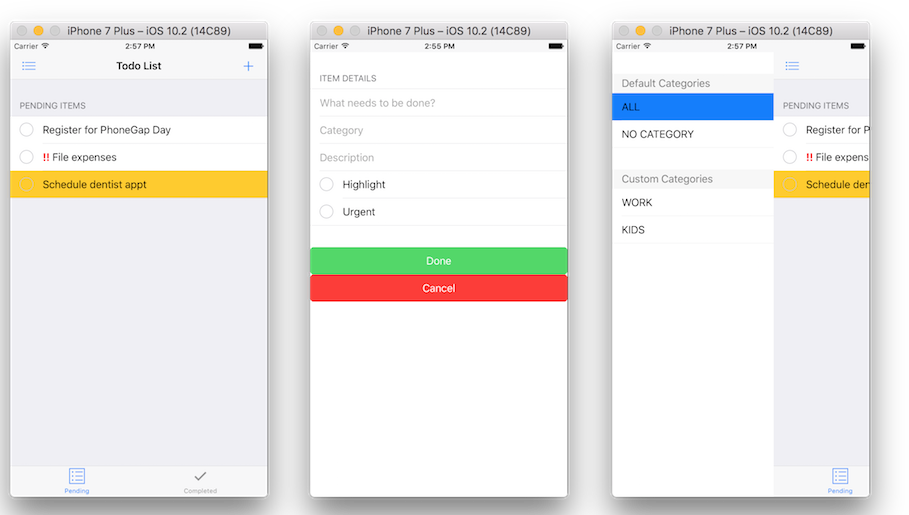 iPhone 7 Plus – iOS 10.2 (14C89)
Carrier 2:57 PM
Todo List +
PENDING ITEMS
Register for PhoneGap Day
!! File expenses
Schedule dentist appt
Pending Completed
iPhone 7 Plus – iOS 10.2 (14C89)
Carrier 2:55 PM
ITEM DETAILS
What needs to be done?
Category
Description
Highlight
Urgent
Done
Cancel
iPhone 7 Plus – iOS 10.2 (14C89)
Carrier 2:57 PM
Default Categories
ALL
NO CATEGORY
Custom Categories
WORK
KIDS
PENDING ITEMS
Register for P
!! File expens
Schedule den
Pending